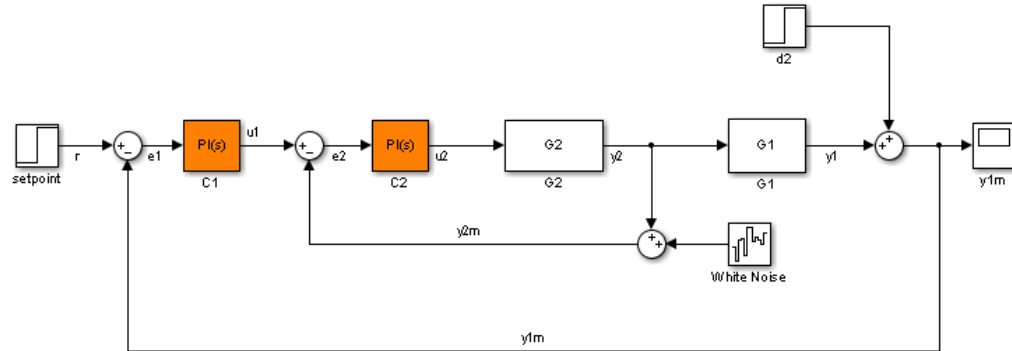 d2
setpoint
r
+
−
e1
PI(s)
C1
u1
+
−
e2
PI(s)
C2
u2
G2
G2
y2
G1
G1
y1
+
+
y1m
y2m
+
+
White Noise
y1m